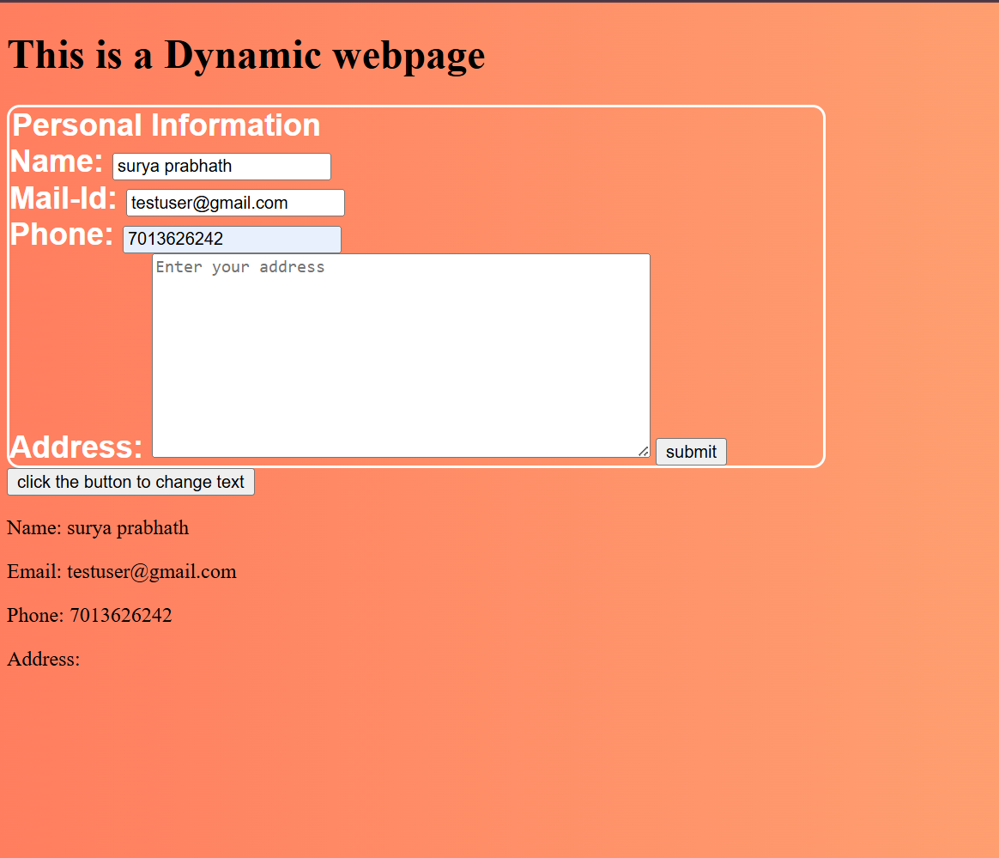 This is a Dynamic webpage
Personal Information
Name: surya prabhath
Mail-Id: testuser@gmail.com
Phone: 7013626242
Enter your address
Address: submit
click the button to change text
Name: surya prabhath
Email: testuser@gmail.com
Phone: 7013626242
Address: